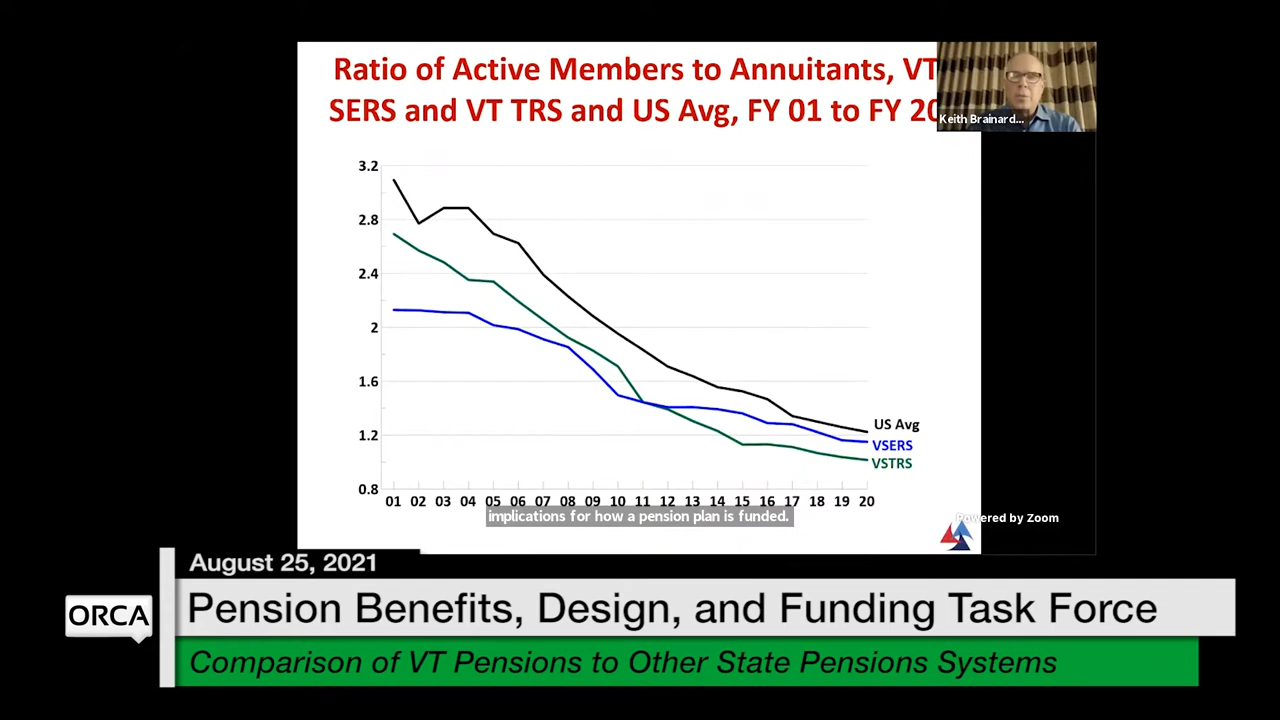 Ratio of Active Members to Annuitants, VT
SERS and VT TRS and US Avg, FY 01 to FY 20
Keith Brainard...
3.2
2.8
2.4
2
1.6
1.2
0.8
US Avg
VSERS
VSTRS
01 02 03 04 05 06 07 08 09 10 11 12 13 14 15 16 17 18 19 20
implications for how a pension plan is funded.
Powered by Zoom
August 25, 2021
ORCA
Pension Benefits, Design, and Funding Task Force
Comparison of VT Pensions to Other State Pensions Systems